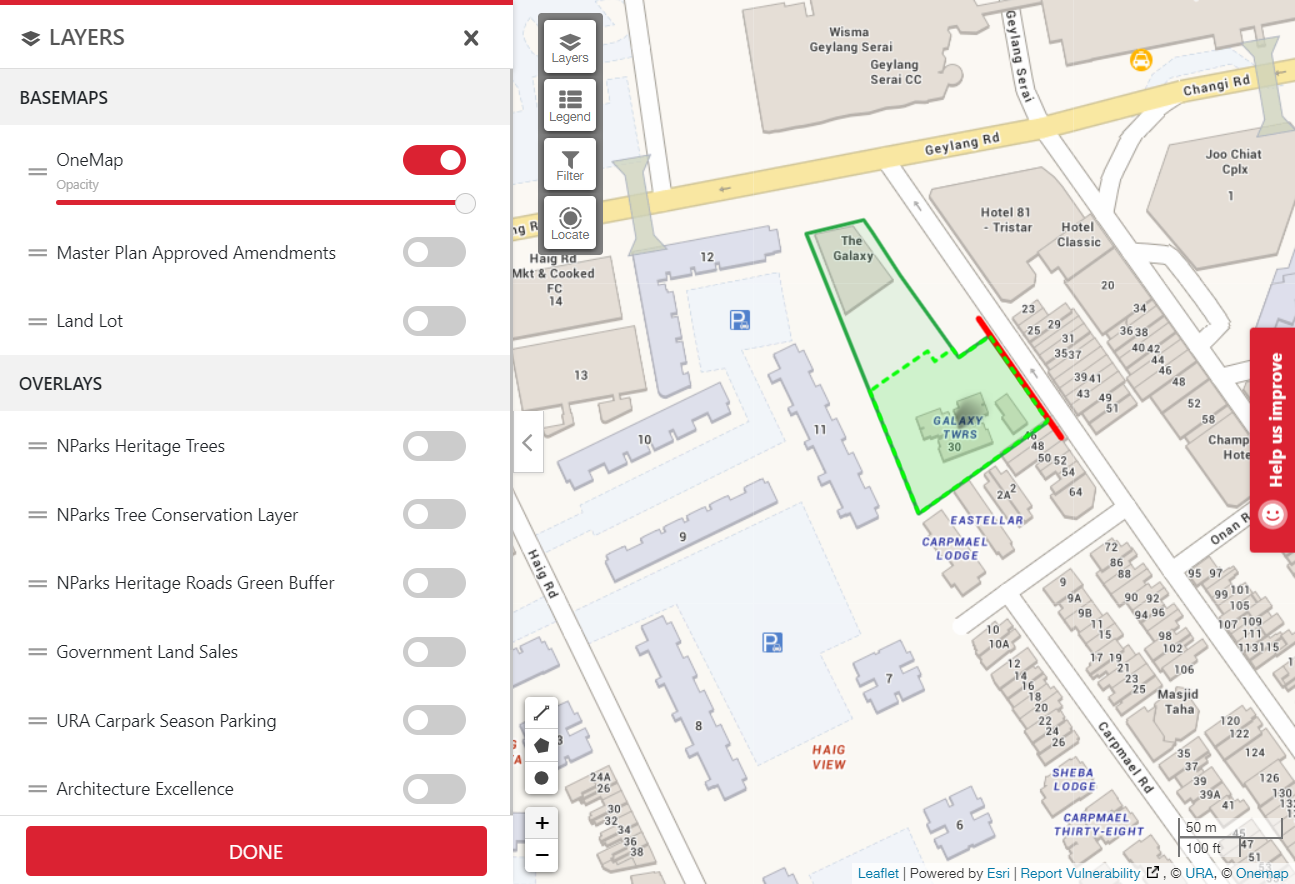 LAYERS
BASEMAPS
OneMap
Opacity
Master Plan Approved Amendments
Land Lot
OVERLAYS
NParks Heritage Trees
NParks Tree Conservation Layer
NParks Heritage Roads Green Buffer
Government Land Sales
URA Carpark Season Parking
Architecture Excellence
DONE
Layers
Legend
Filter
Locate
Wisma
Geylang Serai
Geylang
Serai CC
Geylang Serai
Changi Rd
Geylang Rd
Joo Chiat
Cplx
1
Hotel 81
- Tristar
Hotel
Classic
20
The
Galaxy
12
Haig Rd
Mkt & Cooked
FC
14
13
10
11
9
GALAXY
TWRS
30
23
25
29
31
35
37
39
41
43
49
51
34
36
38
40
42
44
46
48
52
58
46
48
50
52
54
64
2
2A
EASTELLAR
CARPMAEL
LODGE
Haig Rd
72
86
88
90
92
94
96
98
102
106
95
97
99
101
105
107
109
111
113
115
9
9A
9B
11
15
17
19
21
23
25
10
10A
12
14
16
18
20
22
24
26
Masjid
Taha
120
122
124
126
130
7
8
HAIG
VIEW
6
Carpmael Rd
35
37
39
39A
41
45
47
51
SHEBA
LODGE
CARPMAEL
THIRTY-EIGHT
24A
26
30
32
34
36
38
Help us improve
+
−
50 m
100 ft
Leaflet | Powered by Esri | Report Vulnerability , © URA, © Onemap